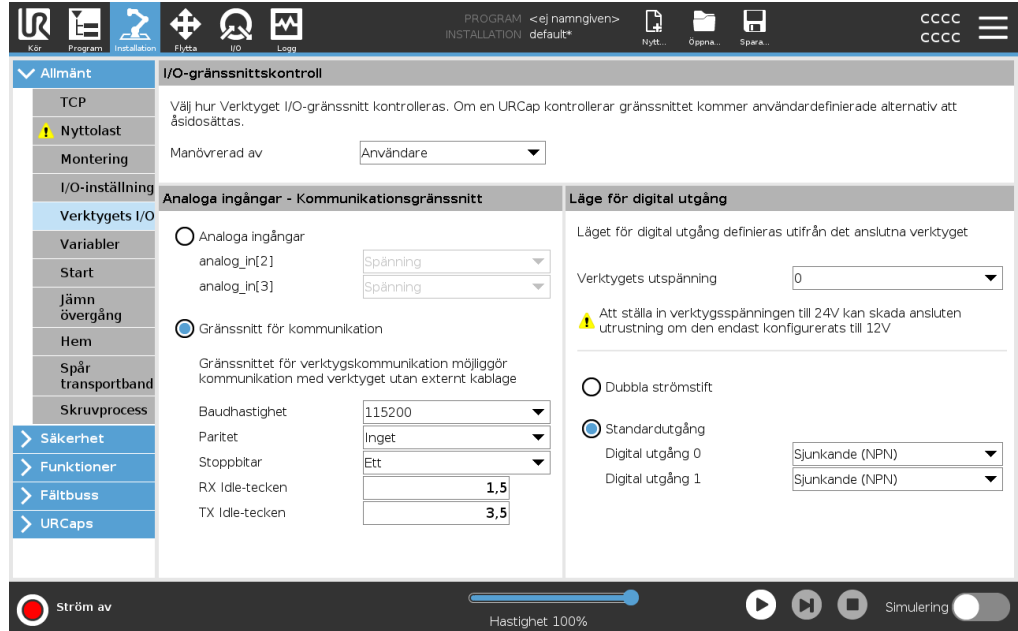 PROGRAM <ej namngiven>
INSTALLATION default*
CCCC
CCCC
Kör
Program
Installation
Flytta
I/O
Logg
Nytt...
Öppna...
Spara...
Allmänt
TCP
Nyttolast
Montering
I/O-inställning
Verktygets I/O
Variabler
Start
Jämn
övergång
Hem
Spår
transportband
Skruvprocess
Säkerhet
Funktioner
Fältbuss
URCaps
I/O-gränssnittskontroll
Välj hur Verktyget I/O-gränssnitt kontrolleras. Om en URCap kontrollerar gränssnittet kommer användardefinierade alternativ att
åsidosättas.
Manövrerad av
Användare
Analoga ingångar - Kommunikationsgränssnitt
Analoga ingångar
analog_in[2]
Spänning
analog_in[3]
Spänning
Gränssnitt för kommunikation
Gränssnittet för verktygskommunikation möjliggör
kommunikation med verktyget utan externt kablage
Baudhastighet
115200
Paritet
Inget
Stoppbitar
Ett
RX Idle-tecken
1,5
TX Idle-tecken
3,5
Läge för digital utgång
Läget för digital utgång definieras utifrån det anslutna verktyget
Verktygets utspänning
0
Att ställa in verktygsspänningen till 24V kan skada ansluten
utrustning om den endast konfigurerats till 12V
Dubbla strömstift
Standardutgång
Digital utgång 0
Sjunkande (NPN)
Digital utgång 1
Sjunkande (NPN)
Ström av
Hastighet 100%
Simulering